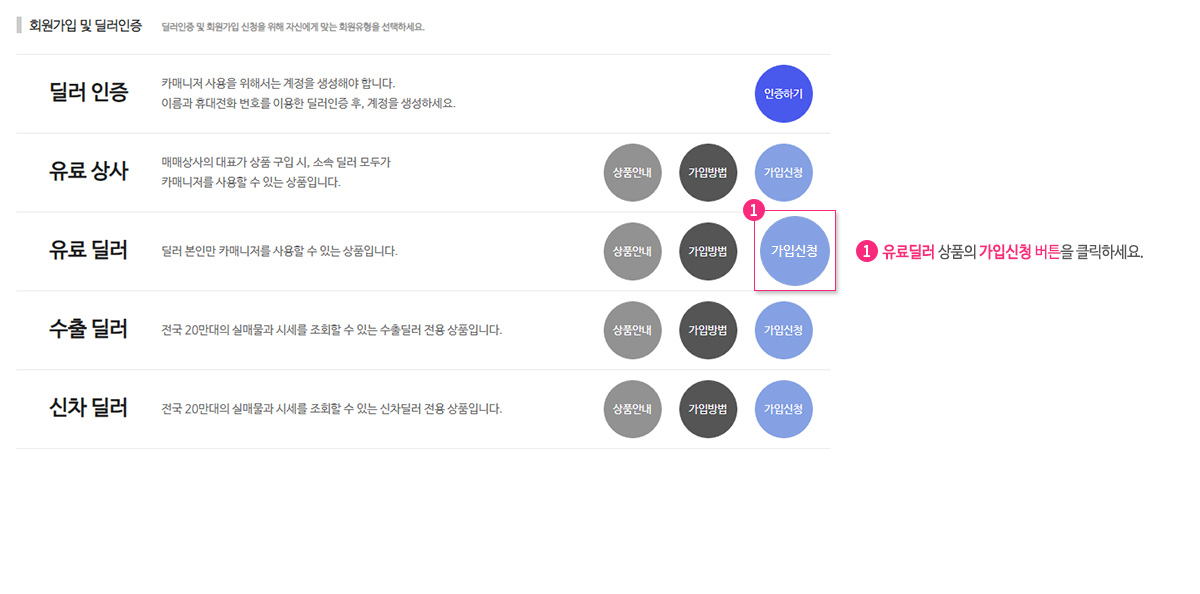 회원가입 및 딜러인증 딜러인증 및 회원가입 신청을 위해 자신에게 맞는 회원유형을 선택하세요.
딜러 인증
카매니저 사용을 위해서는 계정을 생성해야 합니다.
이름과 휴대전화 번호를 이용한 딜러인증 후, 계정을 생성하세요.
인증하기
유료 상사
매매상사의 대표가 상품 구입 시, 소속 딜러 모두가
카매니저를 사용할 수 있는 상품입니다.
상품안내 가입방법 가입신청
1
유료 딜러
딜러 본인만 카매니저를 사용할 수 있는 상품입니다.
상품안내 가입방법 가입신청
1 유료딜러 상품의 가입신청 버튼을 클릭하세요.
수출 딜러
전국 20만대의 실매물과 시세를 조회할 수 있는 수출딜러 전용 상품입니다.
상품안내 가입방법 가입신청
신차 딜러
전국 20만대의 실매물과 시세를 조회할 수 있는 신차딜러 전용 상품입니다.
상품안내 가입방법 가입신청